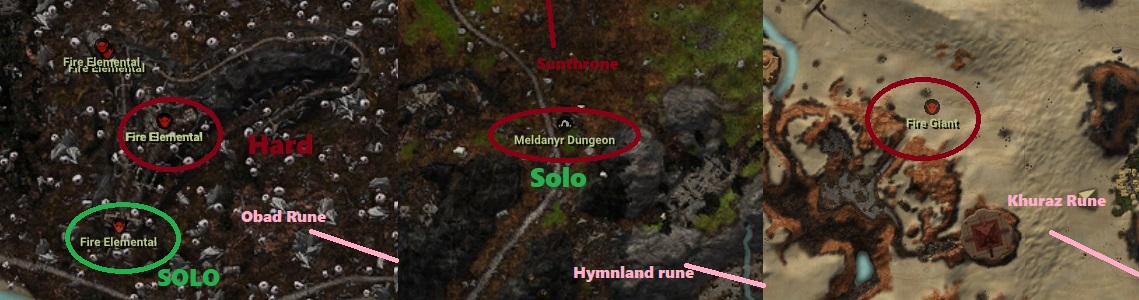 Fire Elemental
Fire Elemental
Fire Elemental
Hard
Fire Elemental
SOLO
Obad Rune
Sunthrone
Meldanyr Dungeon
Solo
Hymnland rune
Fire Giant
Khuraz Rune